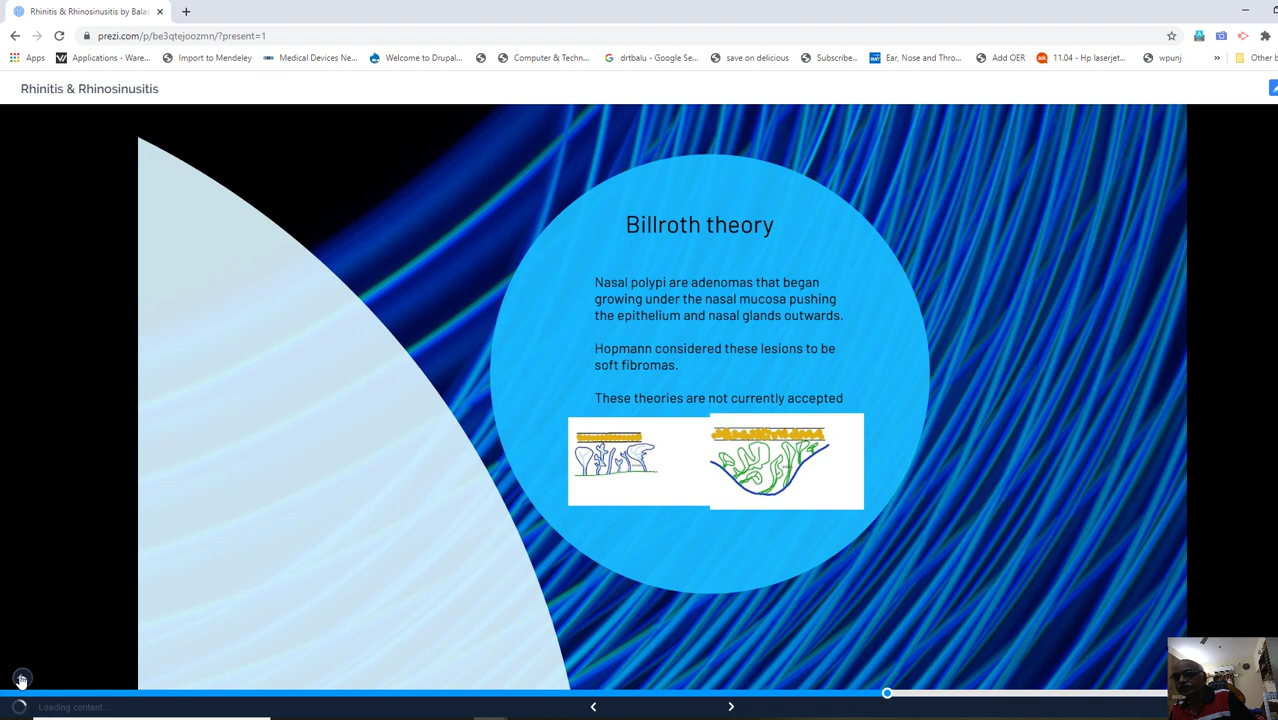 Rhinitis & Rhinosinusitis by Balas
prezi.com/p/be3qtejoozmn/?present=1
Apps
Applications - Ware...
Import to Mendeley
Medical Devices Ne...
Welcome to Drupal...
Computer & Techn...
drtbalu - Google Se...
save on delicious
Subscribe...
Ear, Nose and Thro...
Add OER
11.04 - Hp laserjet...
wpunj
»
Other b
Rhinitis & Rhinosinusitis
Billroth theory
Nasal polypi are adenomas that began
growing under the nasal mucosa pushing
the epithelium and nasal glands outwards.
Hopmann considered these lesions to be
soft fibromas.
These theories are not currently accepted
Loading content...